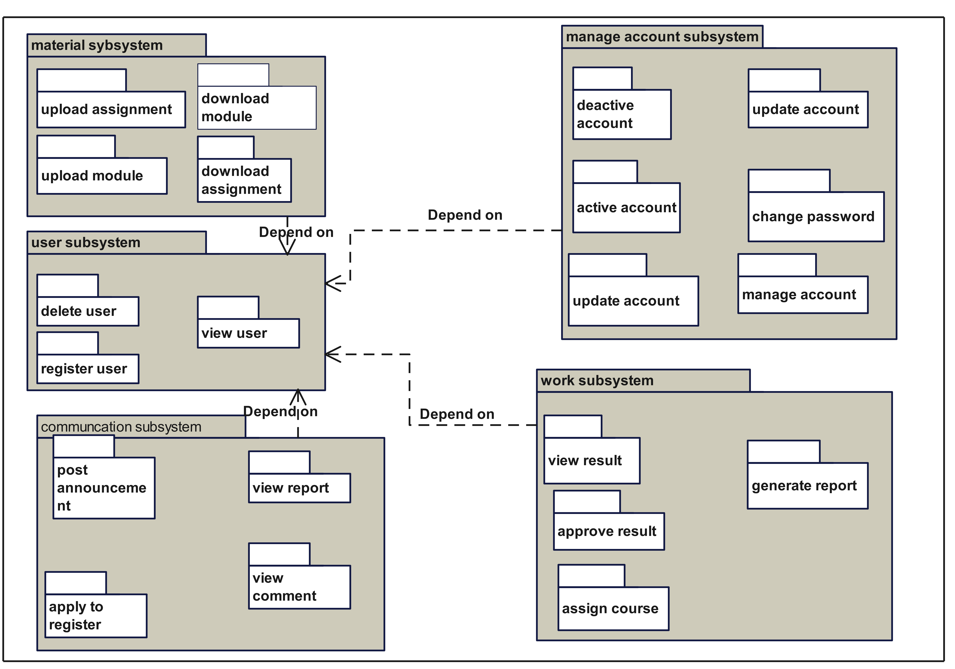 material sybsystem
upload assignment
download
module
upload module
download
assignment
Depend on
user subsystem
delete user
view user
register user
Depend on
communcation subsystem
post
announceme
nt
view report
view
comment
apply to
register
Depend on
manage account subsystem
deactive
account
update account
active account
change password
update account
manage account
Depend on
work subsystem
view result
generate report
approve result
assign course